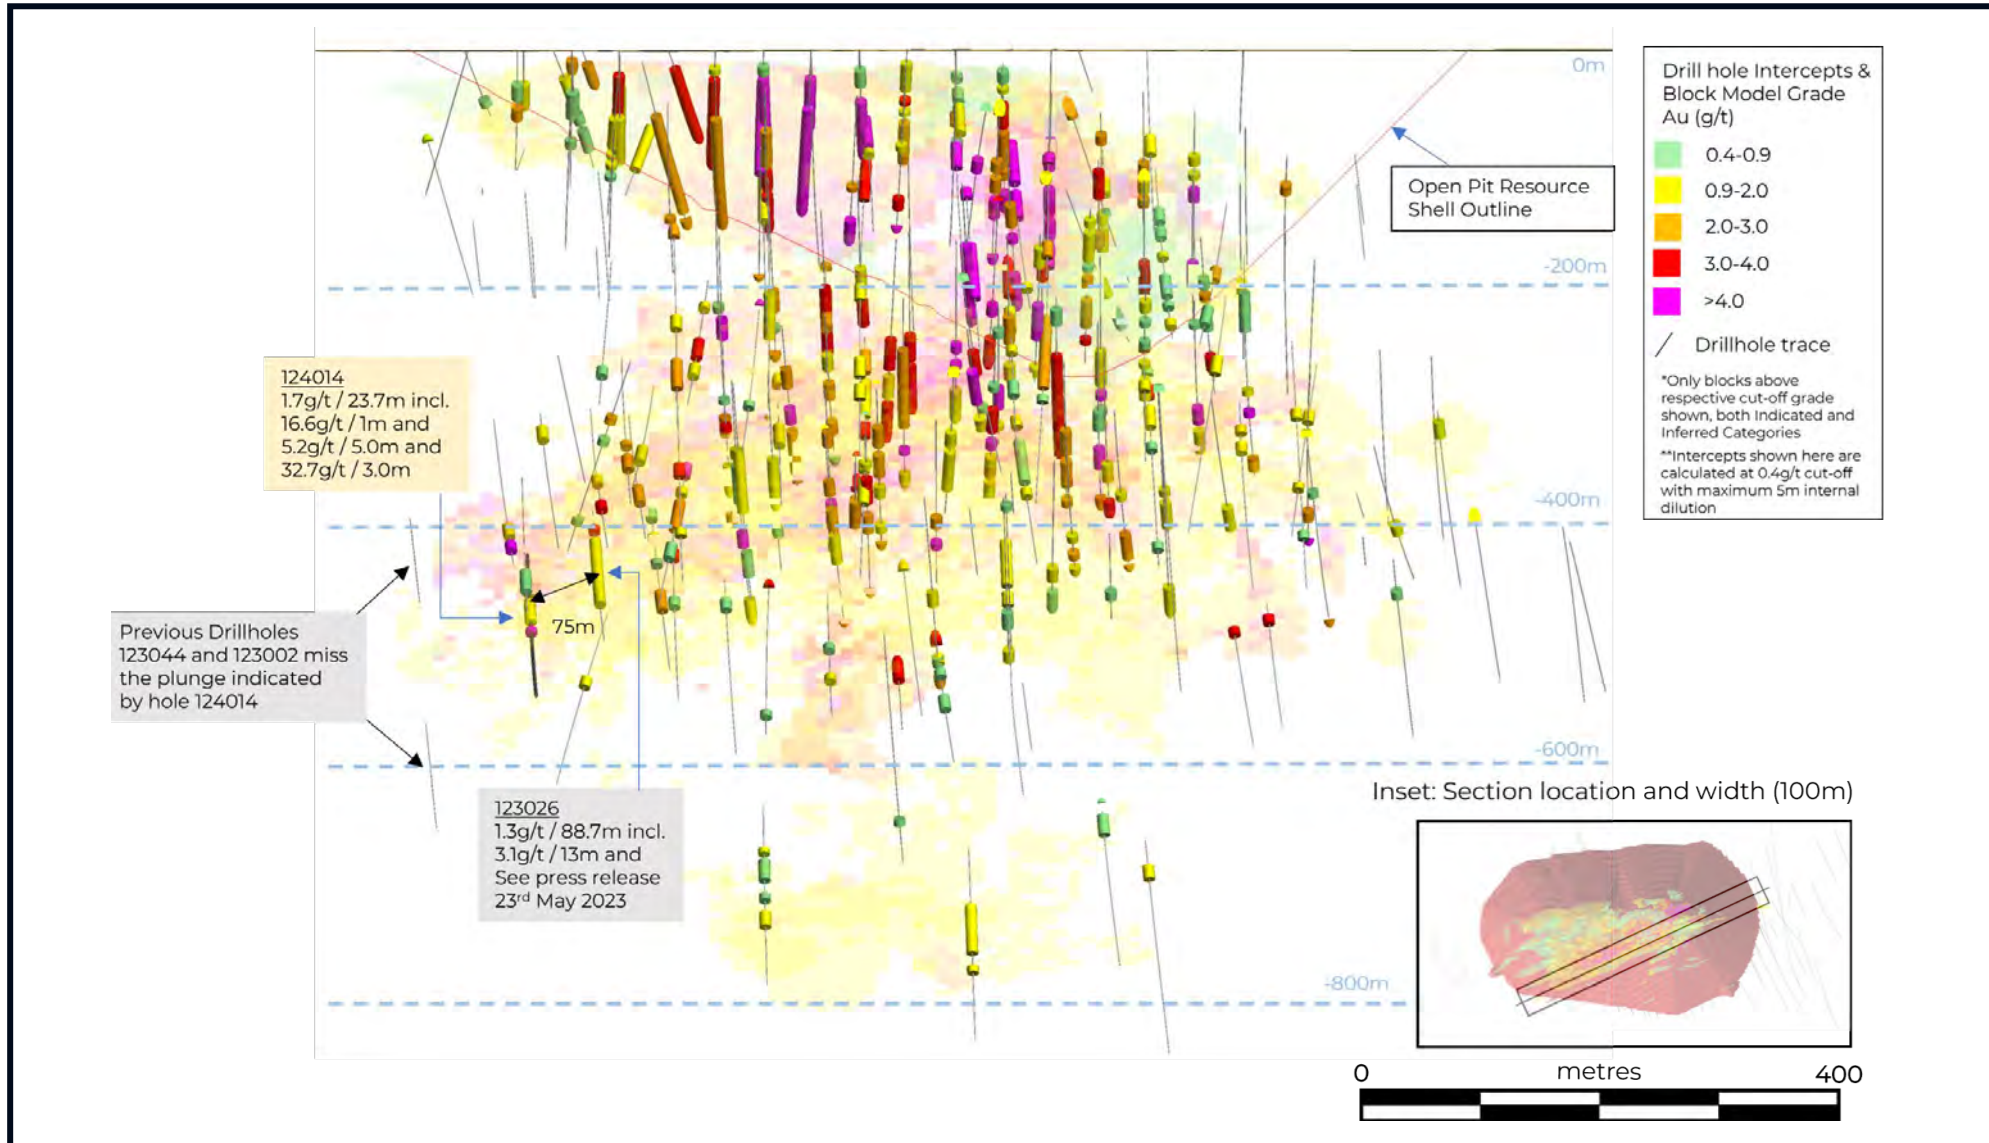 0m
-200m
-400m
-600m
-800m
Drill hole Intercepts &
Block Model Grade
Au (g/t)
0.4-0.9
0.9-2.0
2.0-3.0
3.0-4.0
>4.0
Drillhole trace
*Only blocks above
respective cut-off grade
shown, both Indicated and
Inferred Categories
**Intercepts shown here are
calculated at 0.4g/t cut-off
with maximum 5m internal
dilution
Open Pit Resource
Shell Outline
124014
1.7g/t / 23.7m incl.
16.6g/t / 1m and
5.2g/t / 5.0m and
32.7g/t / 3.0m
75m
Previous Drillholes
123044 and 123002 miss
the plunge indicated
by hole 124014
123026
1.3g/t / 88.7m incl.
3.1g/t / 13m and
See press release
23rd May 2023
Inset: Section location and width (100m)
0 metres 400